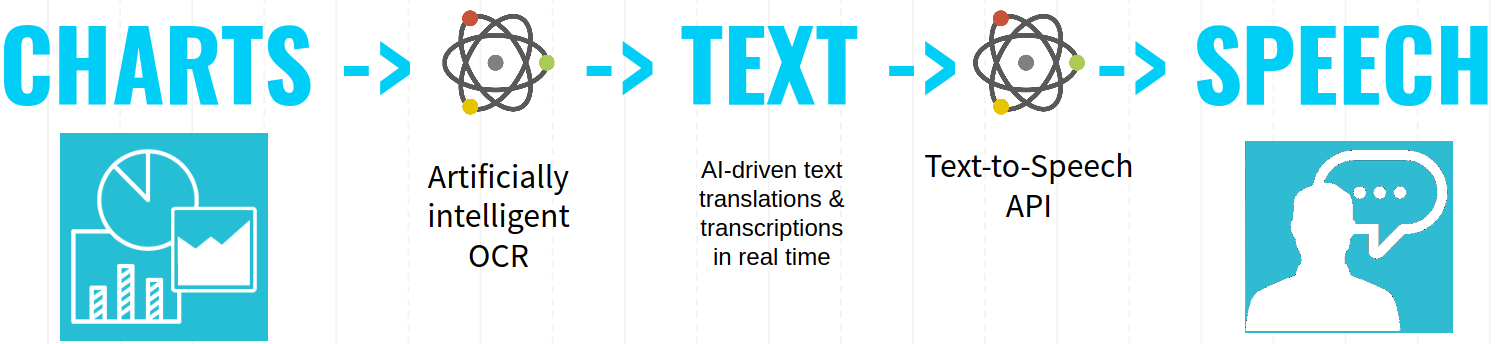 CHARTS -> -> TEXT -> -> SPEECH
Artificially
intelligent
OCR
AI-driven text
translations &
transcriptions
in real time
Text-to-Speech
API